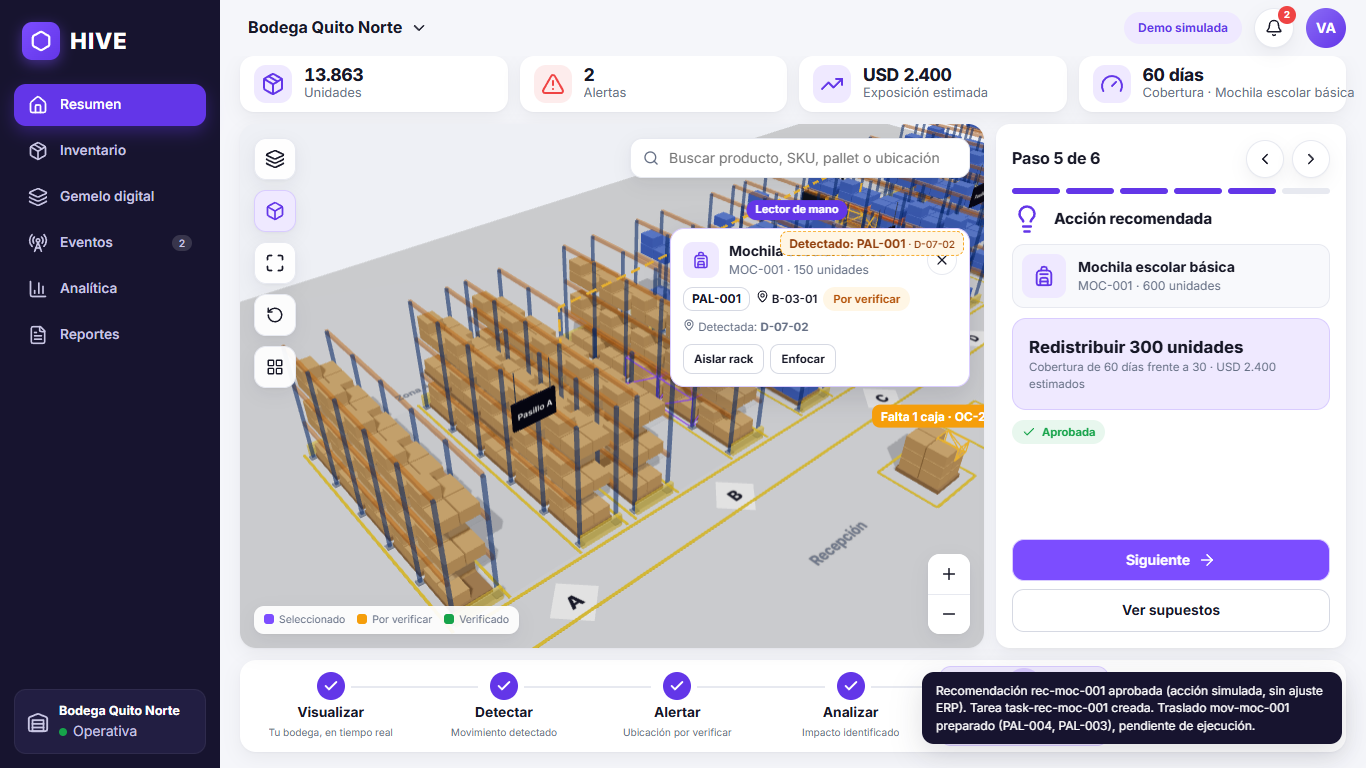 HIVE
Resumen
Inventario
Gemelo digital
Eventos
2
Analítica
Reportes
Bodega Quito Norte
Operativa
Bodega Quito Norte
Demo simulada
2
VA
13.863
Unidades
2
Alertas
USD 2.400
Exposición estimada
60 días
Cobertura · Mochila escolar básica
Buscar producto, SKU, pallet o ubicación
Lector de mano
Detectado: PAL-001 · D-07-02
Mochila
MOC-001 · 150 unidades
PAL-001
B-03-01
Por verificar
Detectada: D-07-02
Aislar rack
Enfocar
Zona
Pasillo A
C
Falta 1 caja · OC-2
B
Recepción
A
+
−
Seleccionado
Por verificar
Verificado
Paso 5 de 6
Acción recomendada
Mochila escolar básica
MOC-001 · 600 unidades
Redistribuir 300 unidades
Cobertura de 60 días frente a 30 · USD 2.400
estimados
Aprobada
Siguiente
Ver supuestos
Visualizar
Tu bodega, en tiempo real
Detectar
Movimiento detectado
Alertar
Ubicación por verificar
Analizar
Impacto identificado
Recomendación rec-moc-001 aprobada (acción simulada, sin ajuste
ERP). Tarea task-rec-moc-001 creada. Traslado mov-moc-001
preparado (PAL-004, PAL-003), pendiente de ejecución.